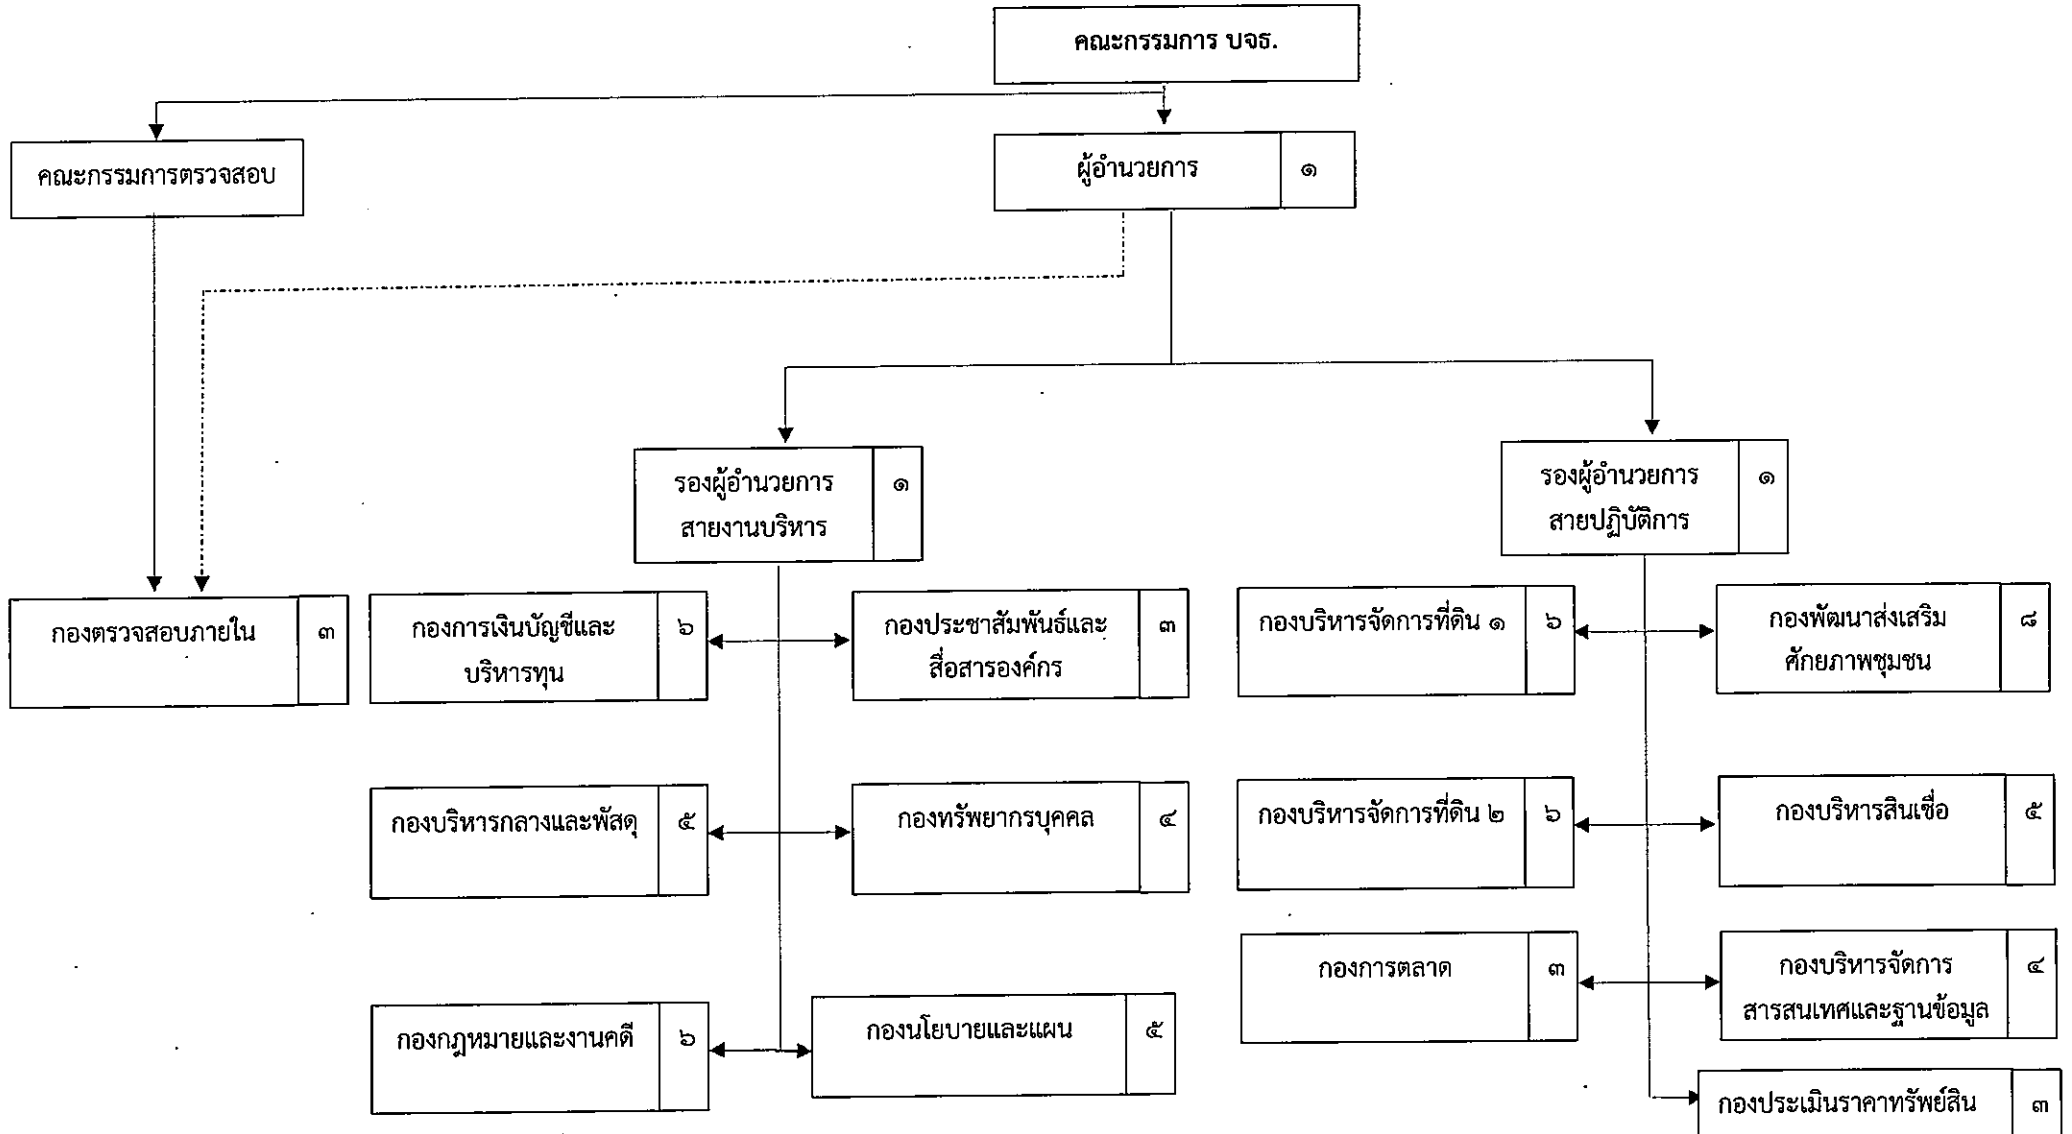 คณะกรรมการ บจธ.
คณะกรรมการตรวจสอบ
ผู้อำนวยการ ๑
รองผู้อำนวยการ ๑
สายงานบริหาร
รองผู้อำนวยการ ๑
สายปฏิบัติการ
กองตรวจสอบภายใน ๓
กองการเงินบัญชีและ ๖
บริหารทุน
กองประชาสัมพันธ์และ ๓
สื่อสารองค์กร
กองบริหารจัดการที่ดิน ๑ ๖
กองพัฒนาส่งเสริม ๘
ศักยภาพชุมชน
กองบริหารกลางและพัสดุ ๕
กองทรัพยากรบุคคล ๔
กองบริหารจัดการที่ดิน ๒ ๖
กองบริหารสินเชื่อ ๕
กองการตลาด ๓
กองบริหารจัดการ ๔
สารสนเทศและฐานข้อมูล
กองกฎหมายและงานคดี ๖
กองนโยบายและแผน ๕
กองประเมินราคาทรัพย์สิน ๓